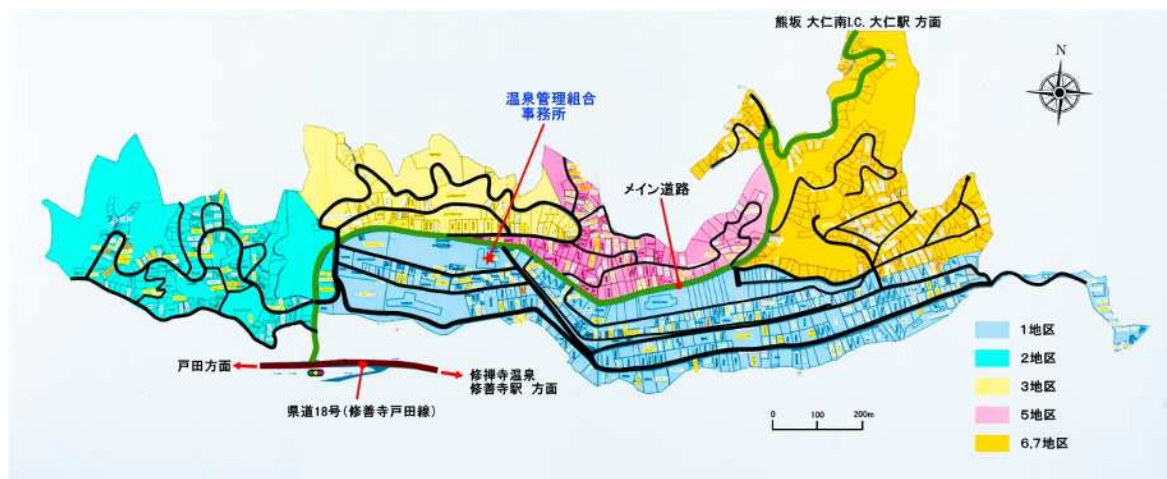 熊坂 大仁南I.C. 大仁駅 方面
N
温泉管理組合
事務所
メイン道路
戸田方面
修禅寺温泉
修善寺駅 方面
県道18号(修善寺戸田線)
0 100 200m
1地区
2地区
3地区
5地区
6,7地区